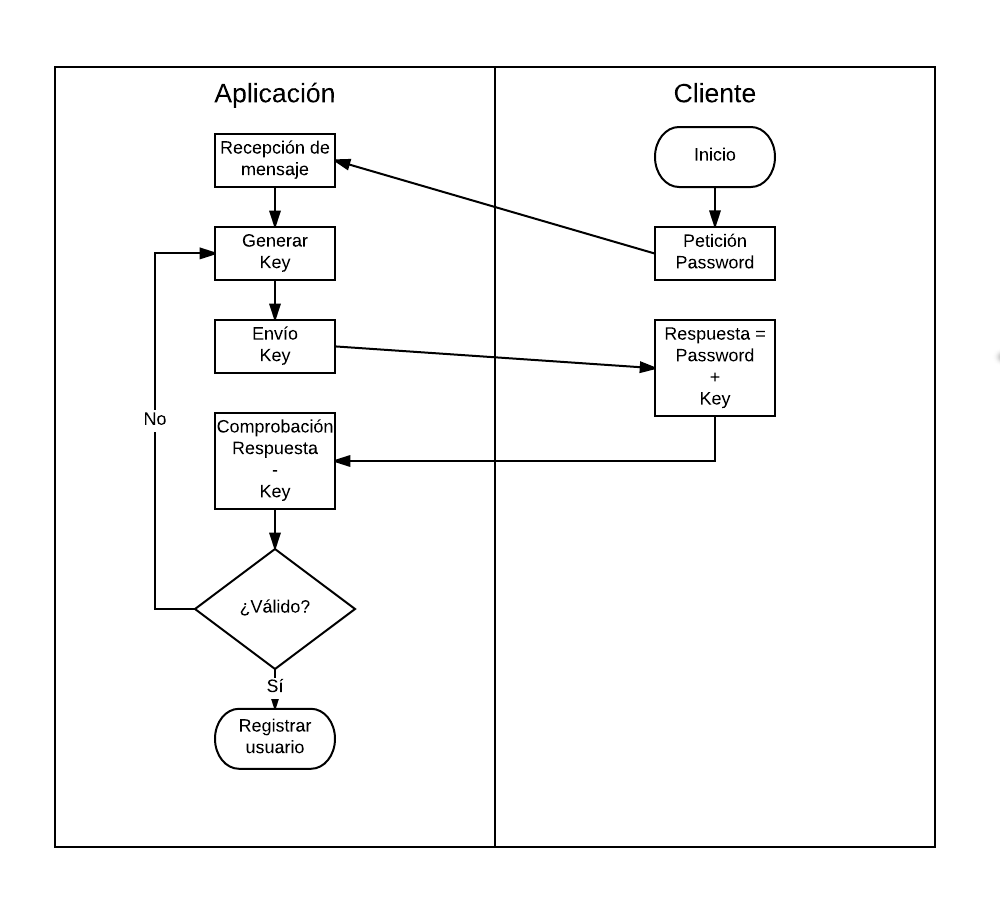 Aplicación
Recepción de
mensaje
Generar
Key
Envío
Key
No
Comprobación
Respuesta
-
Key
¿Válido?
Sí
Registrar
usuario
Cliente
Inicio
Petición
Password
Respuesta =
Password
+
Key